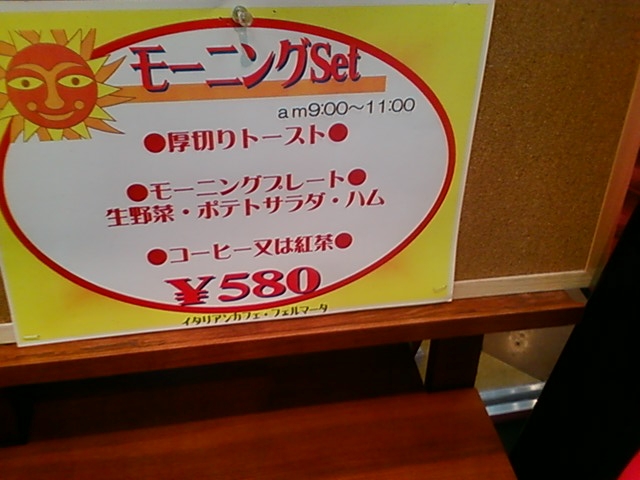 モーニングSet
am9:00～11:00
●厚切りトースト●
●モーニングプレート●
生野菜・ポテトサラダ・ハム
●コーヒー又は紅茶●
￥580
イタリアンカフェ・フェルマータ